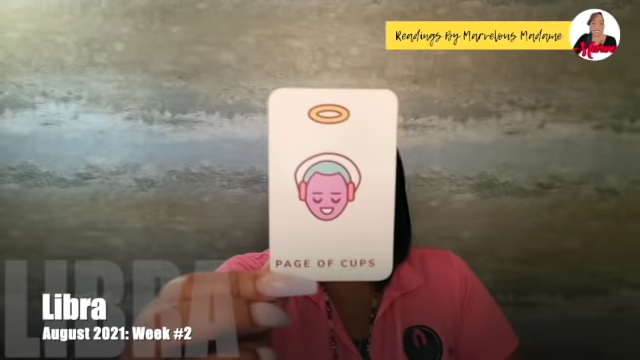 Readings By Marvelous Madame
PAGE OF CUPS
LIBRA
Libra
August 2021: Week #2